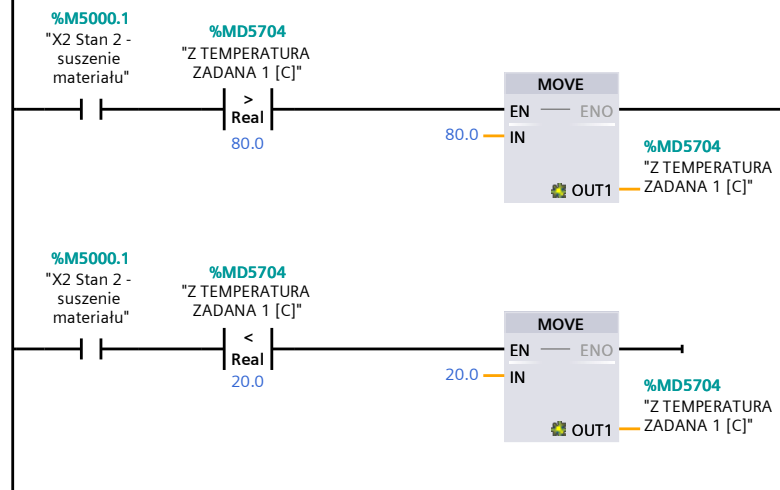 %M5000.1
"X2 Stan 2 -
suszenie
materiału"
%MD5704
"Z TEMPERATURA
ZADANA 1 [C]"
>
Real
80.0
MOVE
EN
ENO
80.0
IN
OUT1
%MD5704
"Z TEMPERATURA
ZADANA 1 [C]"
%M5000.1
"X2 Stan 2 -
suszenie
materiału"
%MD5704
"Z TEMPERATURA
ZADANA 1 [C]"
<
Real
20.0
MOVE
EN
ENO
20.0
IN
OUT1
%MD5704
"Z TEMPERATURA
ZADANA 1 [C]"